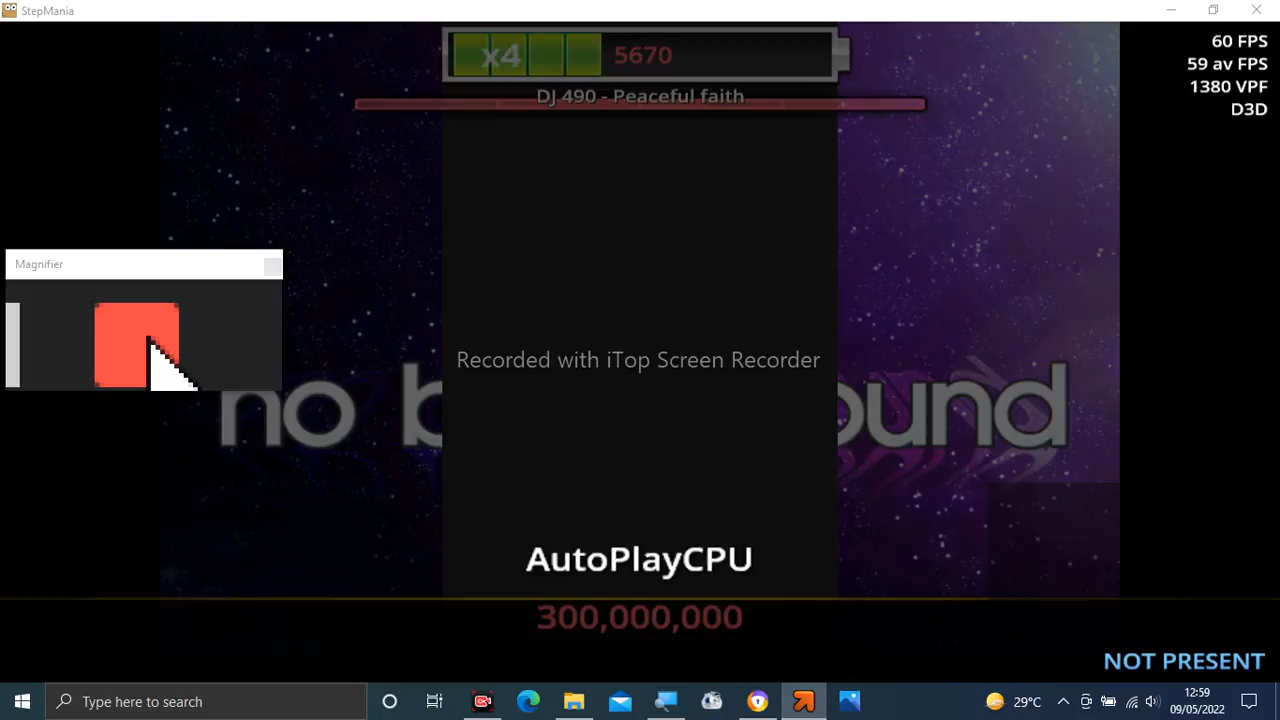 StepMania
x4 5670
DJ 490 - Peaceful faith
60 FPS
59 av FPS
1380 VPF
D3D
Magnifier
Recorded with iTop Screen Recorder
no b
ound
AutoPlayCPU
300,000,000
NOT PRESENT
Type here to search
29°C
12:59
09/05/2022